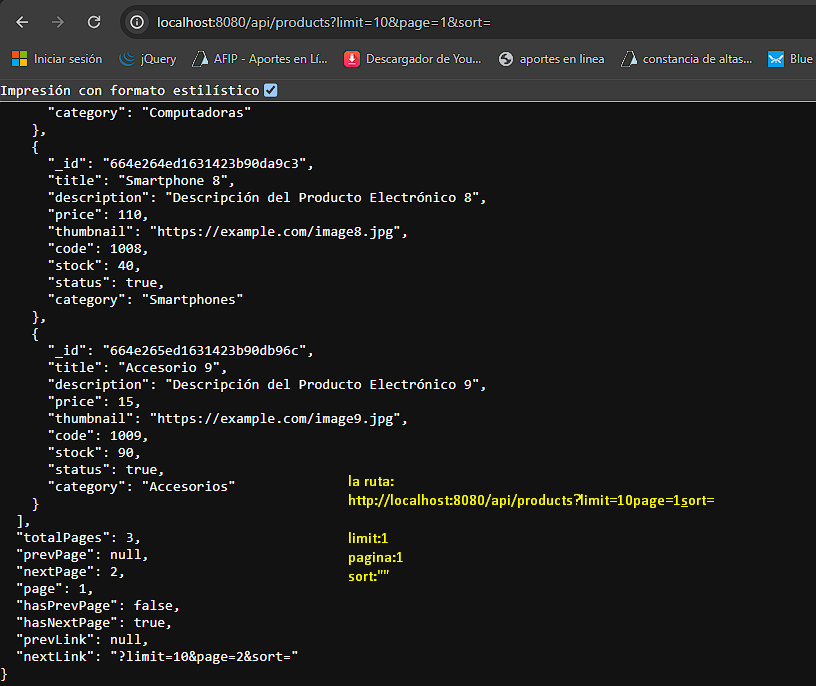 localhost:8080/api/products?limit=10&page=1&sort=
Iniciar sesión jQuery AFIP - Aportes en Lí... Descargador de You... aportes en linea constancia de altas... Blue
Impresión con formato estilístico
"category": "Computadoras"
},
{
"_id": "664e264ed1631423b90da9c3",
"title": "Smartphone 8",
"description": "Descripción del Producto Electrónico 8",
"price": 110,
"thumbnail": "https://example.com/image8.jpg",
"code": 1008,
"stock": 40,
"status": true,
"category": "Smartphones"
},
{
"_id": "664e265ed1631423b90db96c",
"title": "Accesorio 9",
"description": "Descripción del Producto Electrónico 9",
"price": 15,
"thumbnail": "https://example.com/image9.jpg",
"code": 1009,
"stock": 90,
"status": true,
"category": "Accesorios"
}
],
"totalPages": 3,
"prevPage": null,
"nextPage": 2,
"page": 1,
"hasPrevPage": false,
"hasNextPage": true,
"prevLink": null,
"nextLink": "?limit=10&page=2&sort="
}
la ruta:
http://localhost:8080/api/products?limit=10page=1sort=
limit:1
pagina:1
sort:""